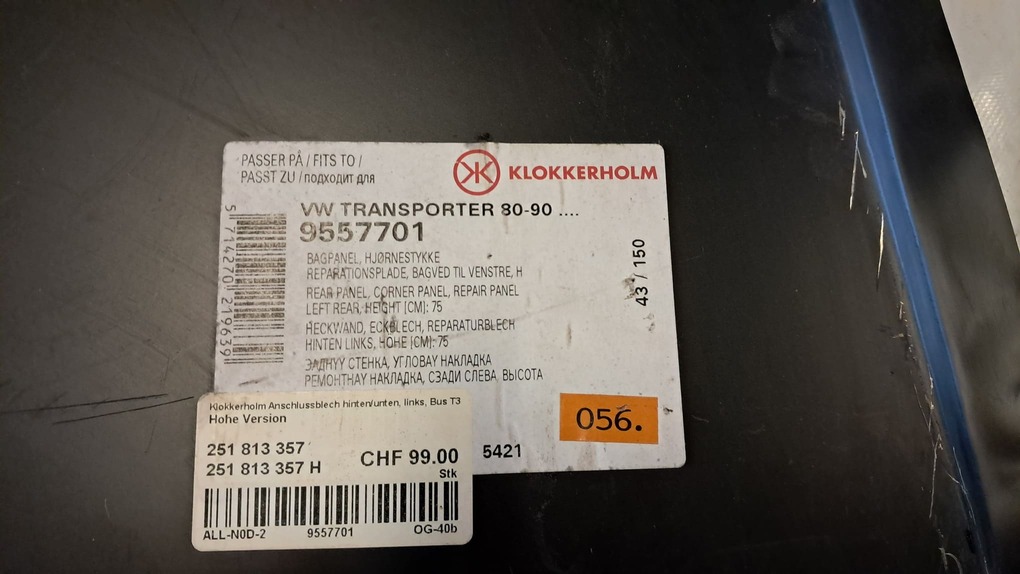 PASSER PÅ / FITS TO /
PASST ZU / подходит для
KLOKKERHOLM
VW TRANSPORTER 80-90 ....
9557701
5 714270 219639
BAGPANEL, HJØRNESTYKKE
REPARATIONSPLADE, BAGVED TIL VENSTRE, H
REAR PANEL, CORNER PANEL, REPAIR PANEL
LEFT REAR, HEIGHT [CM]: 75
HECKWAND, ECKBLECH, REPARATURBLECH
HINTEN LINKS, HÖHE [CM]: 75
ЗАДНУУ СТЕНКА, УГЛОВАУ НАКЛАДКА
РЕМОНТНАУ НАКЛАДКА, СЗАДИ СЛЕВА, ВЫСОТА
43 / 150
056.
5421
Klokkerholm Anschlussblech hinten/unten, links, Bus T3
Hohe Version
251 813 357
251 813 357 H
CHF 99.00
Stk
ALL-N0D-2 9557701 OG-40b